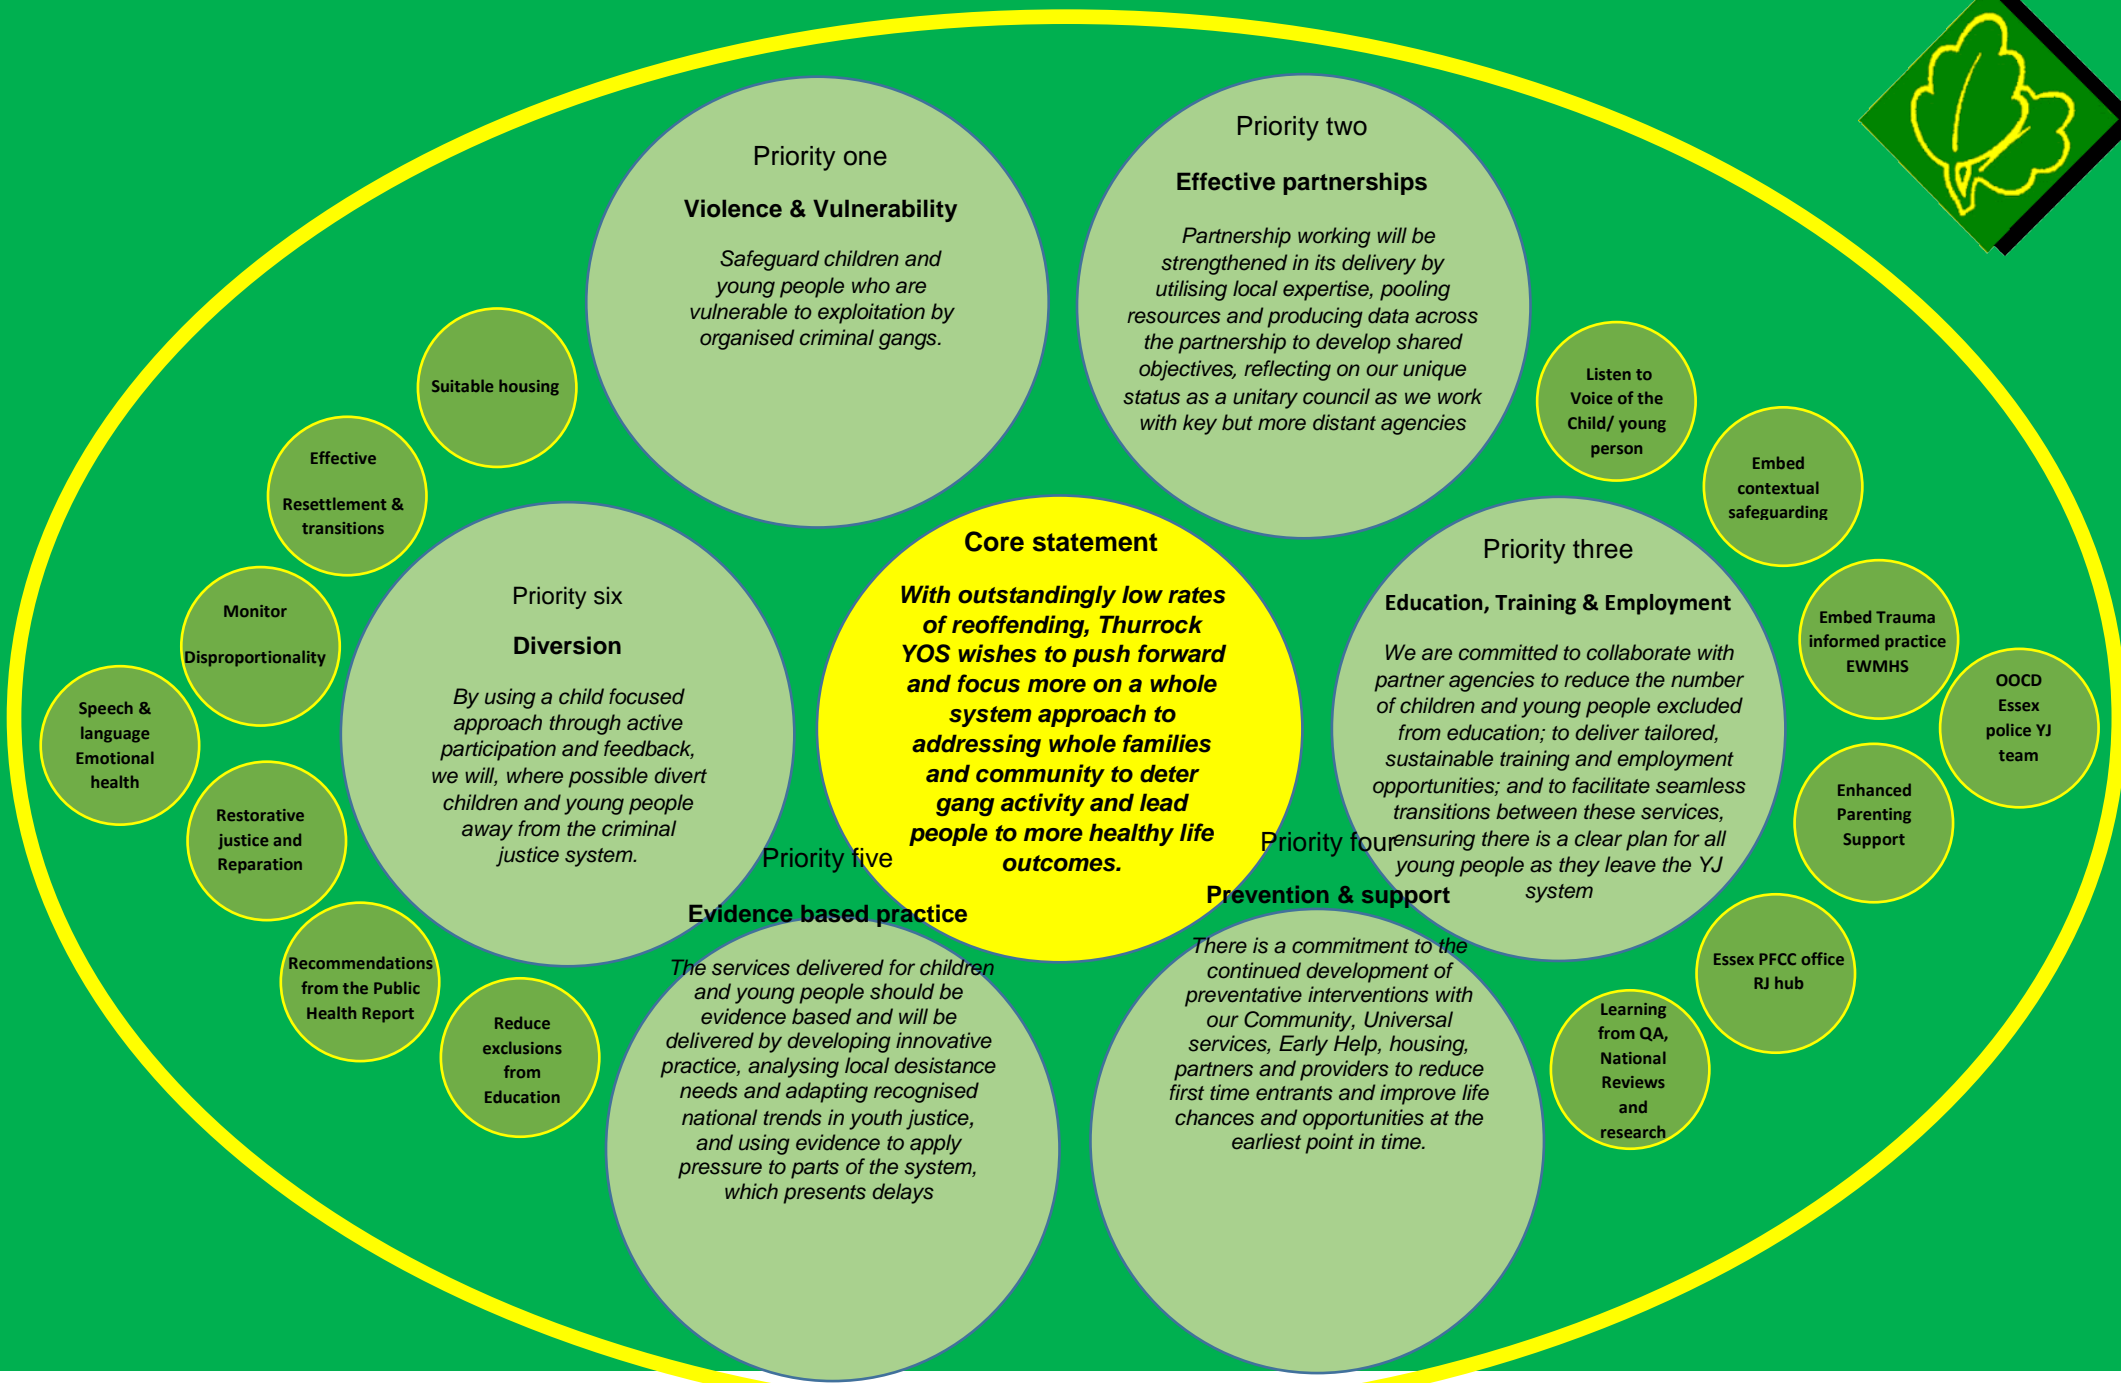 Priority one
Violence & Vulnerability
Safeguard children and
young people who are
vulnerable to exploitation by
organised criminal gangs.
Priority two
Effective partnerships
Partnership working will be
strengthened in its delivery by
utilising local expertise, pooling
resources and producing data across
the partnership to develop shared
objectives, reflecting on our unique
status as a unitary council as we work
with key but more distant agencies
Suitable housing
Effective
Resettlement &
transitions
Monitor
Disproportionality
Speech &
language
Emotional
health
Restorative
justice and
Reparation
Recommendations
from the Public
Health Report
Reduce
exclusions
from
Education
Priority six
Diversion
By using a child focused
approach through active
participation and feedback,
we will, where possible divert
children and young people
away from the criminal
justice system.
Core statement
With outstandingly low rates
of reoffending, Thurrock
YOS wishes to push forward
and focus more on a whole
system approach to
addressing whole families
and community to deter
gang activity and lead
people to more healthy life
outcomes.
Priority three
Education, Training & Employment
We are committed to collaborate with
partner agencies to reduce the number
of children and young people excluded
from education; to deliver tailored,
sustainable training and employment
opportunities; and to facilitate seamless
transitions between these services,
ensuring there is a clear plan for all
young people as they leave the YJ
system
Listen to
Voice of the
Child/ young
person
Embed
contextual
safeguarding
Embed Trauma
informed practice
EWMHS
OOCD
Essex
police YJ
team
Enhanced
Parenting
Support
Essex PFCC office
RJ hub
Learning
from QA,
National
Reviews
and
research
Priority five
Evidence based practice
The services delivered for children
and young people should be
evidence based and will be
delivered by developing innovative
practice, analysing local desistance
needs and adapting recognised
national trends in youth justice,
and using evidence to apply
pressure to parts of the system,
which presents delays
Priority four
Prevention & support
There is a commitment to the
continued development of
preventative interventions with
our Community, Universal
services, Early Help, housing,
partners and providers to reduce
first time entrants and improve life
chances and opportunities at the
earliest point in time.